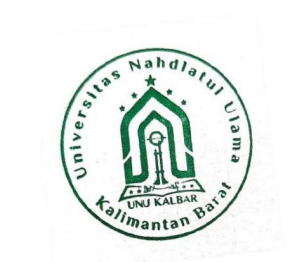 Universitas Nahdlatul Ulama
UNU KALBAR
Kalimantan Barat